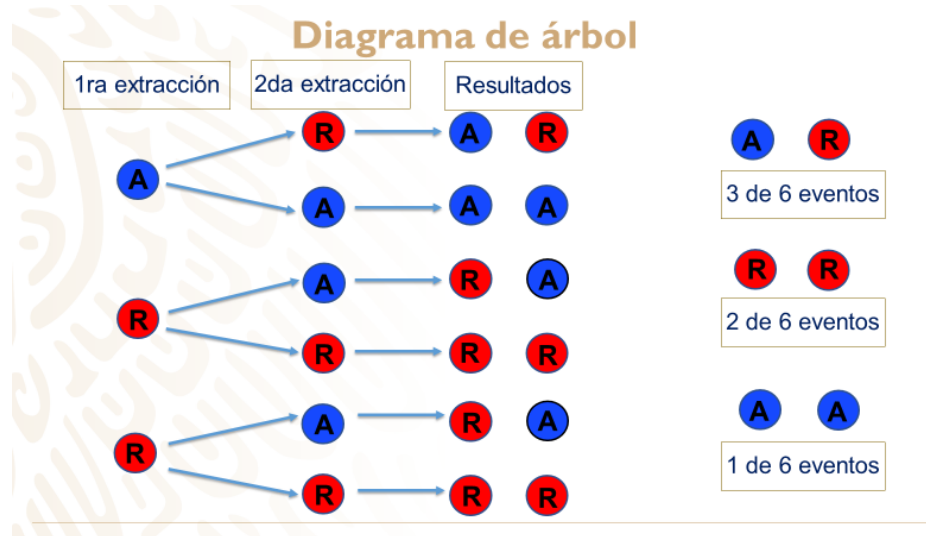 Diagrama de árbol
1ra extracción 2da extracción Resultados
R A R
A R
A
3 de 6 eventos
A A A
R R
A R A
R
2 de 6 eventos
R R R
A A
A R A
R
1 de 6 eventos
R R R